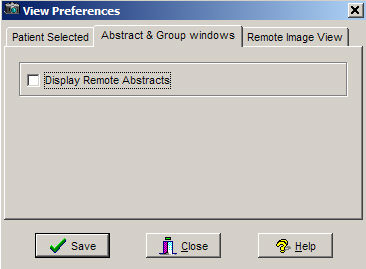 View Preferences
Patient Selected Abstract & Group windows Remote Image View
Display Remote Abstracts
Save Close Help